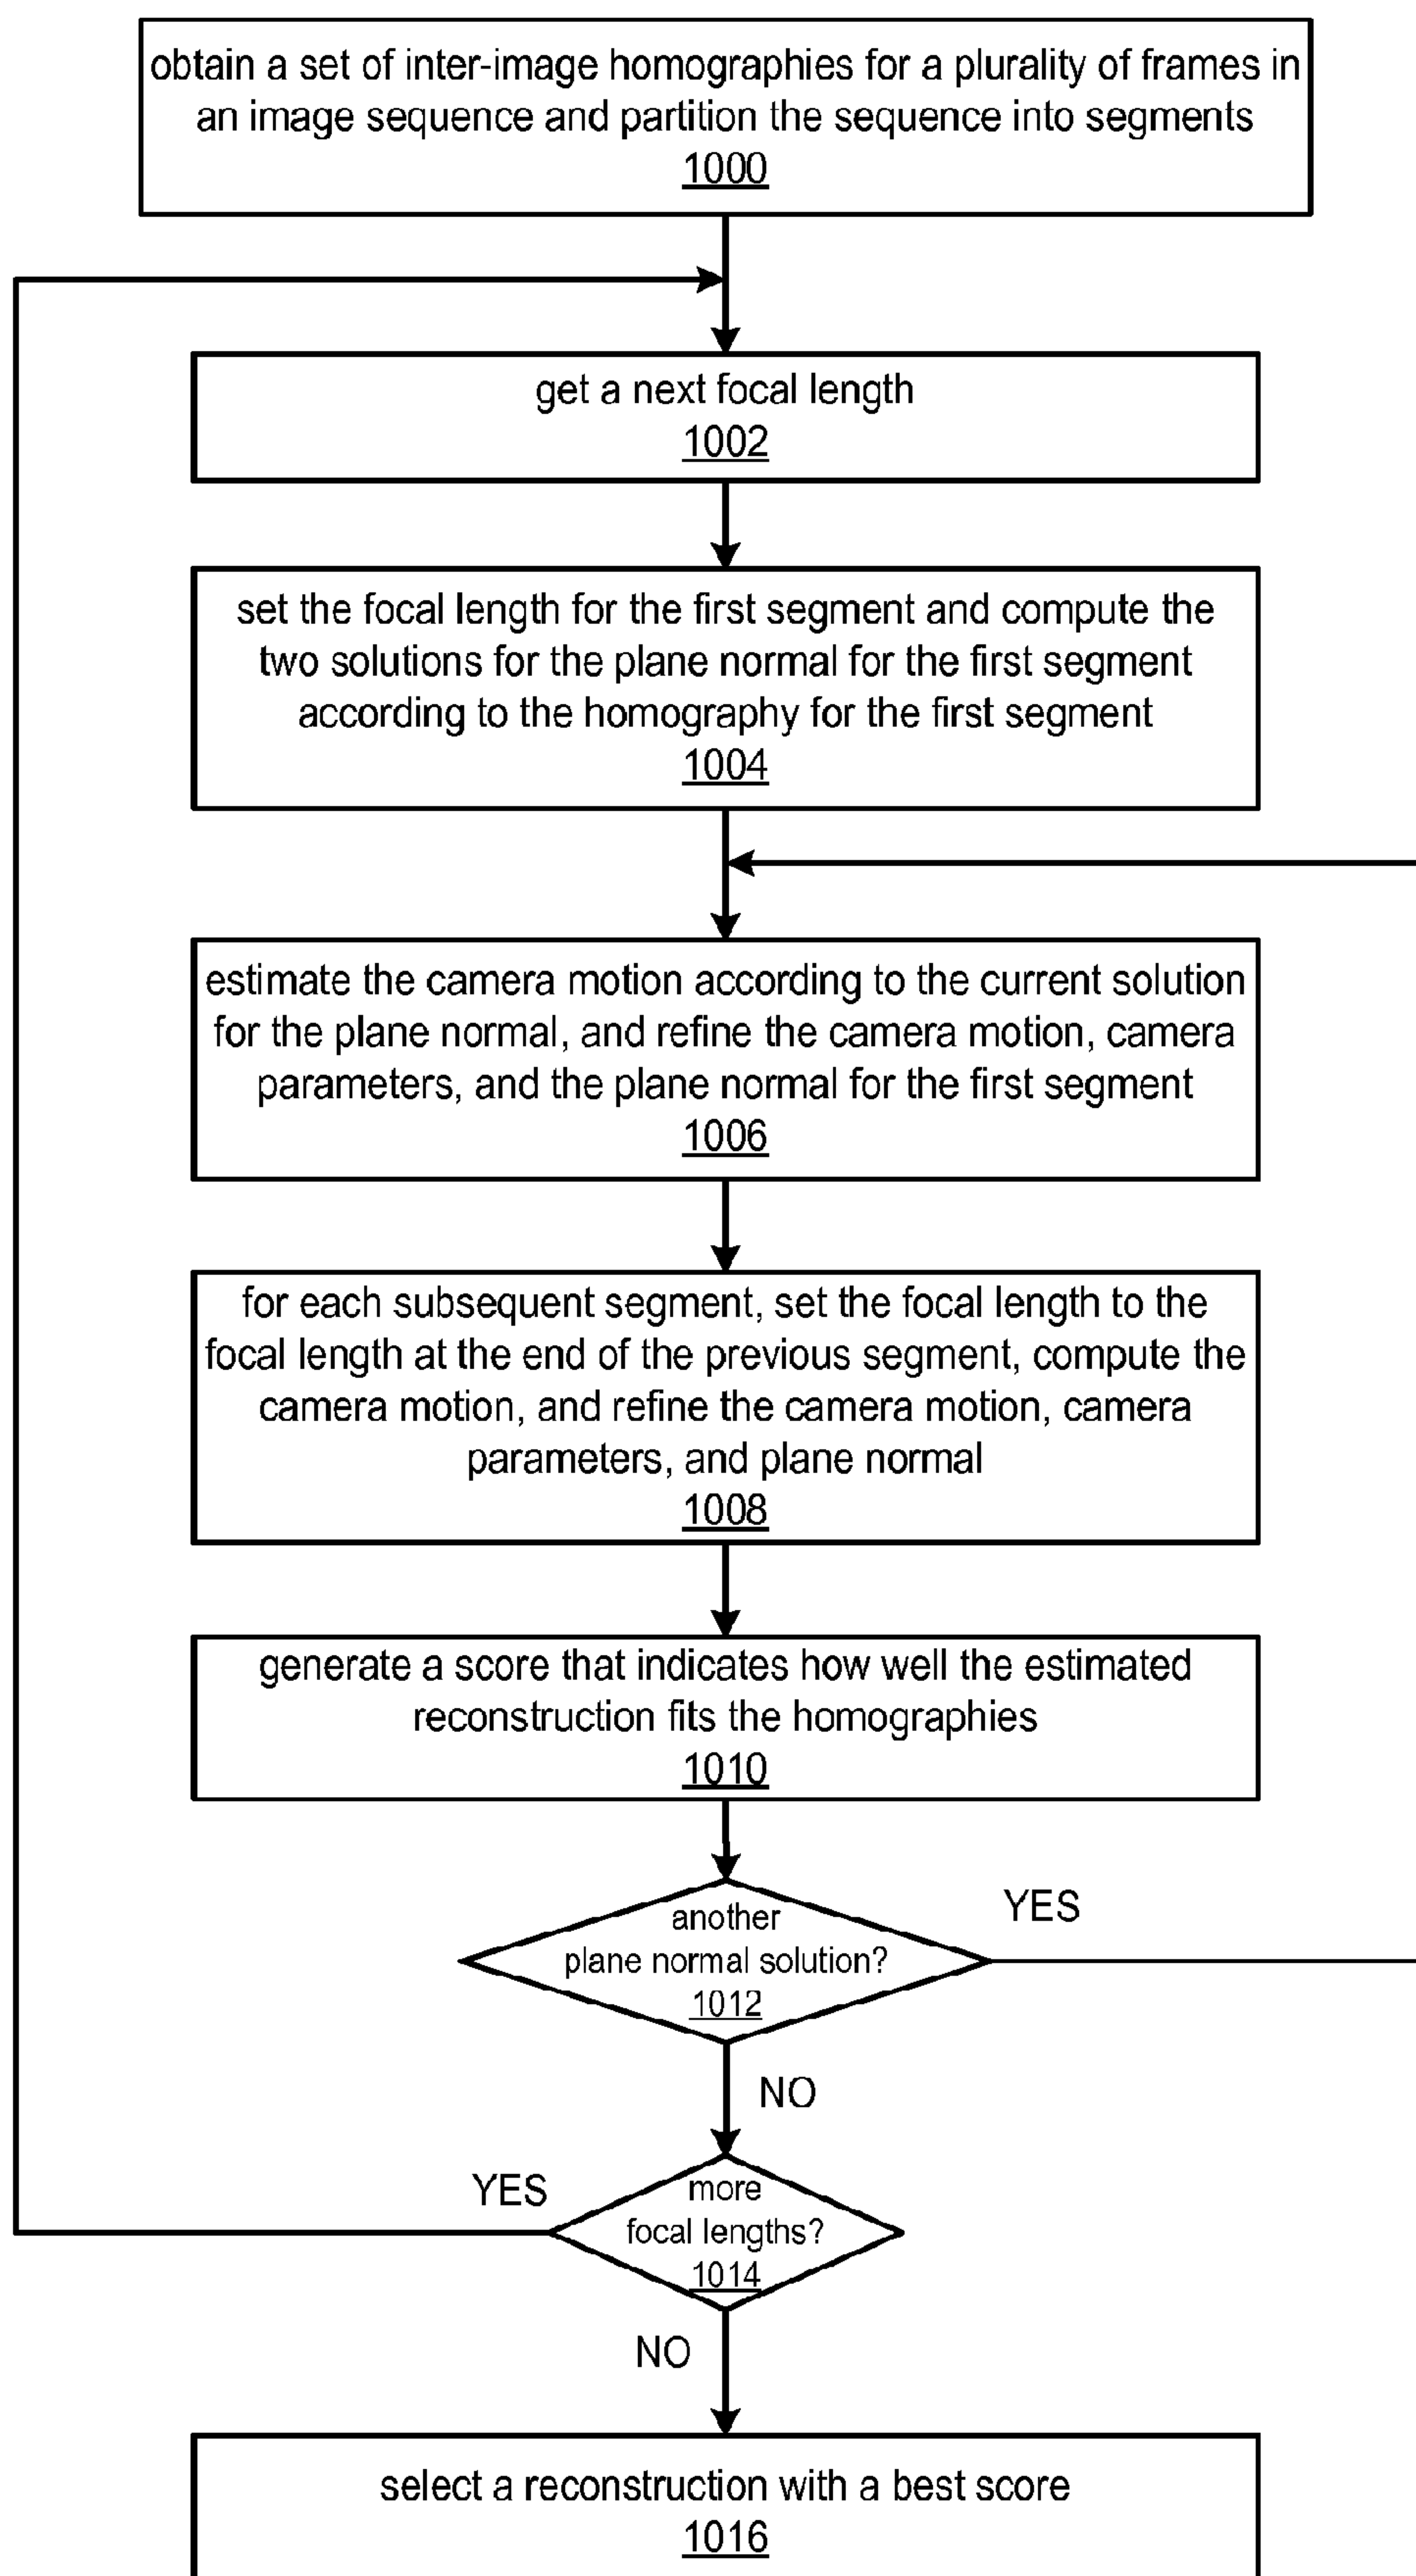 obtain a set of inter-image homographies for a plurality of frames in
an image sequence and partition the sequence into segments
1000
get a next focal length
1002
set the focal length for the first segment and compute the
two solutions for the plane normal for the first segment
according to the homography for the first segment
1004
estimate the camera motion according to the current solution
for the plane normal, and refine the camera motion, camera
parameters, and the plane normal for the first segment
1006
for each subsequent segment, set the focal length to the
focal length at the end of the previous segment, compute the
camera motion, and refine the camera motion, camera
parameters, and plane normal
1008
generate a score that indicates how well the estimated
reconstruction fits the homographies
1010
another
plane normal solution?
1012
YES
NO
more
focal lengths?
1014
YES
NO
select a reconstruction with a best score
1016